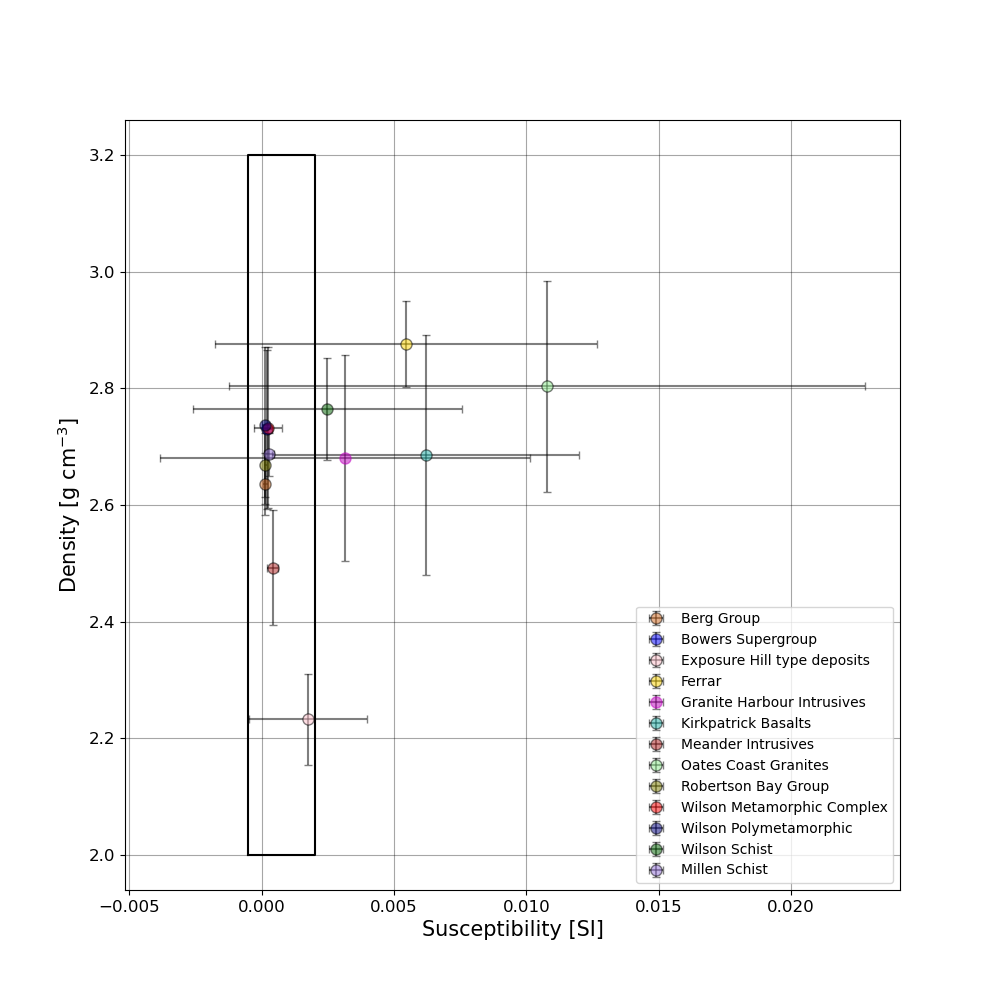 3.2
3.0
2.8
2.6
2.4
2.2
2.0
Density [g cm⁻³]
Berg Group
Bowers Supergroup
Exposure Hill type deposits
Ferrar
Granite Harbour Intrusives
Kirkpatrick Basalts
Meander Intrusives
Oates Coast Granites
Robertson Bay Group
Wilson Metamorphic Complex
Wilson Polymetamorphic
Wilson Schist
Millen Schist
−0.005 0.000 0.005 0.010 0.015 0.020
Susceptibility [SI]